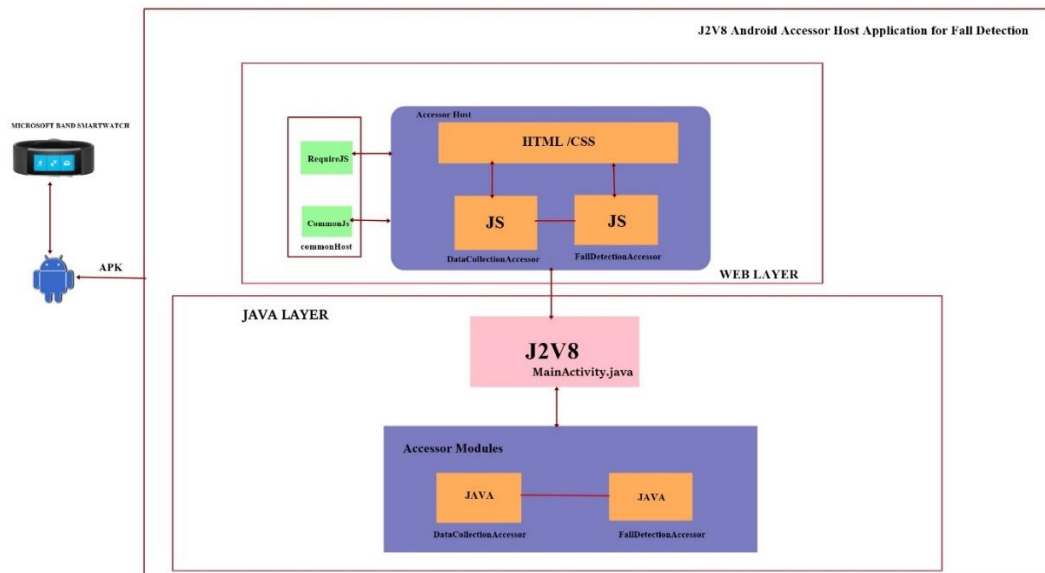 J2V8 Android Accessor Host Application for Fall Detection
MICROSOFT BAND SMARTWATCH
APK
Accessor Host
HTML /CSS
RequireJS
CommonJs
commonHost
JS
JS
DataCollectionAccessor
FallDetectionAccessor
WEB LAYER
JAVA LAYER
J2V8
MainActivity.java
Accessor Modules
JAVA
JAVA
DataCollectionAccessor
FallDetectionAccessor